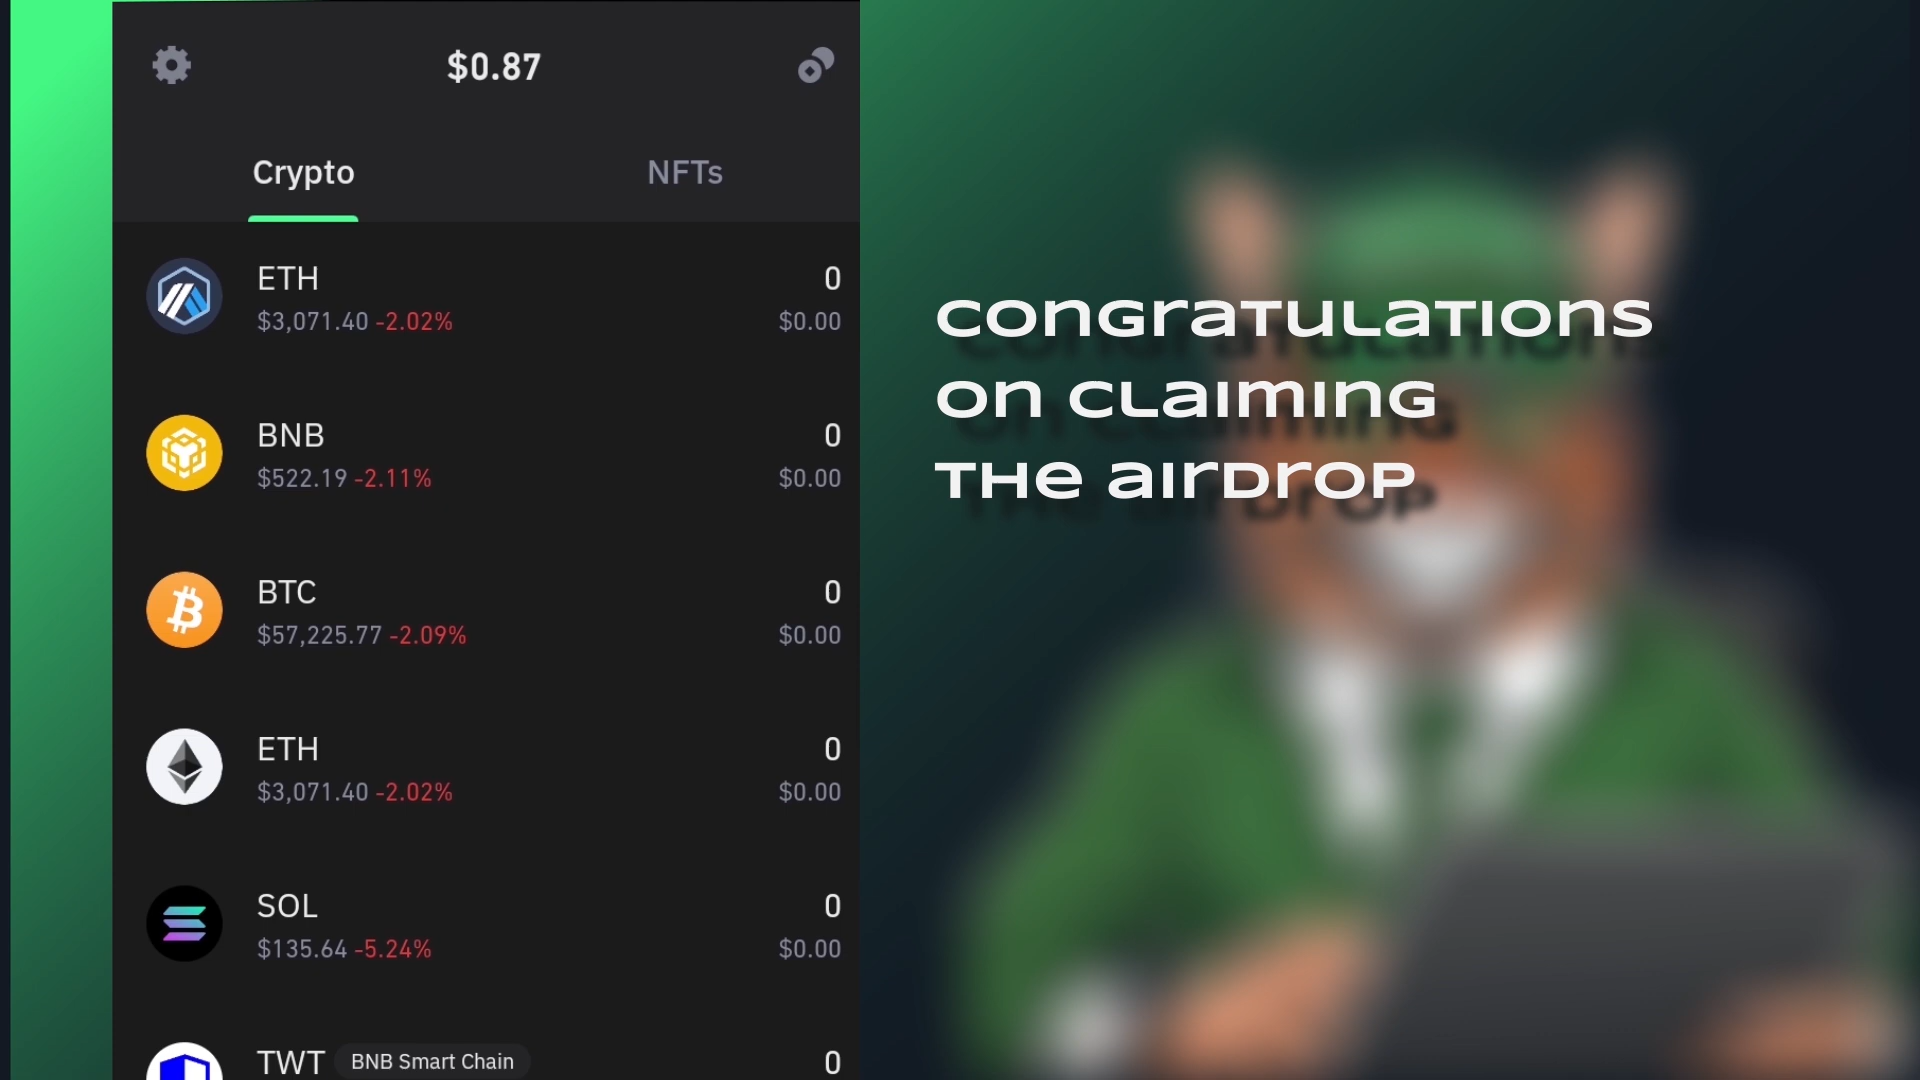 $0.87
Crypto NFTs
ETH 0
$3,071.40 -2.02% $0.00
BNB 0
$522.19 -2.11% $0.00
BTC 0
$57,225.77 -2.09% $0.00
ETH 0
$3,071.40 -2.02% $0.00
SOL 0
$135.64 -5.24% $0.00
TWT BNB Smart Chain 0
Congratulations
on claiming
the airdrop